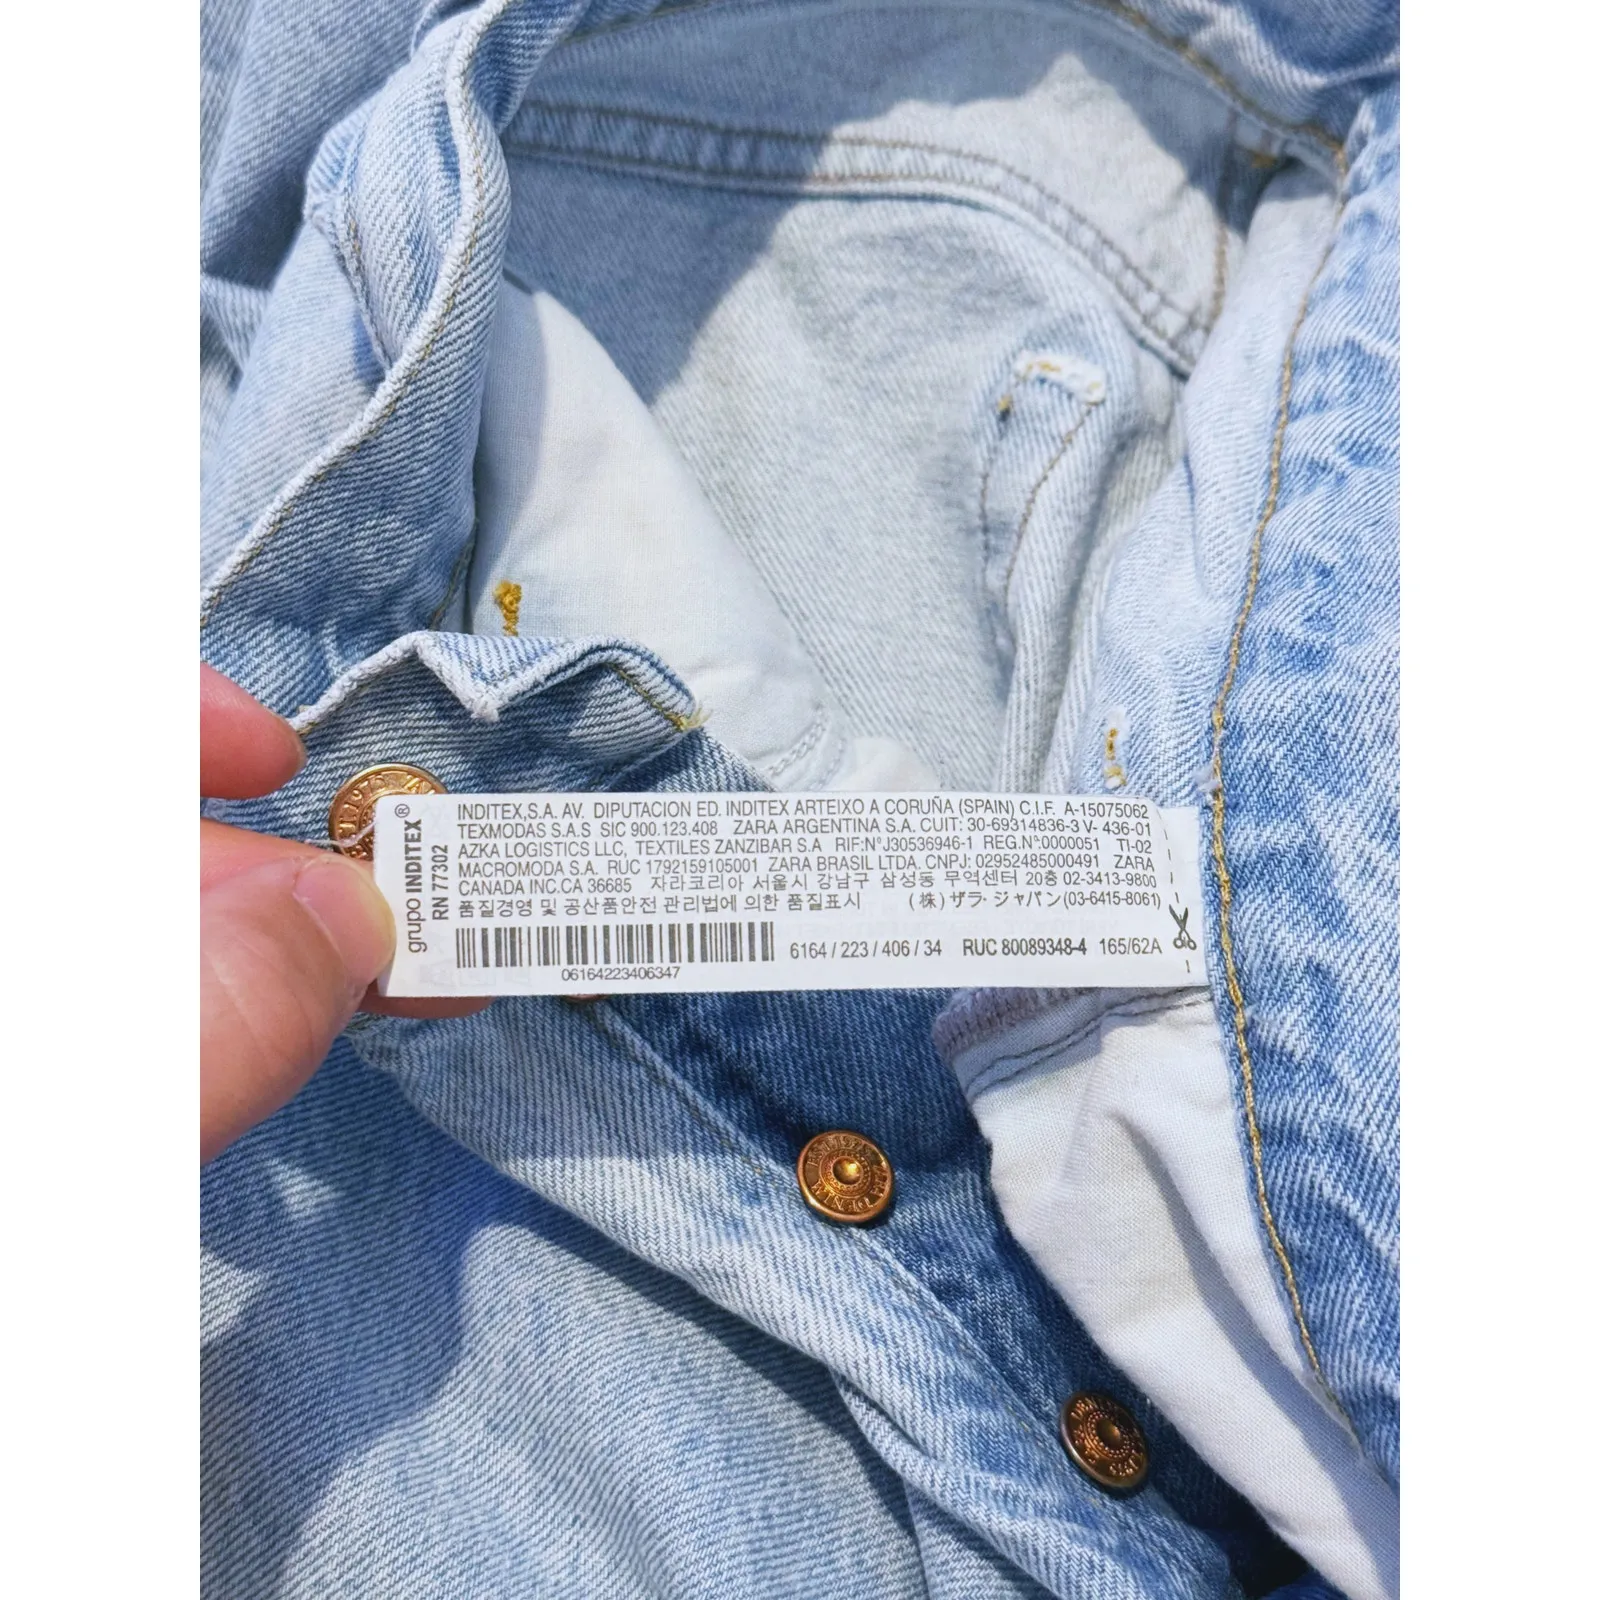 grupo INDITEX®
RN 77302
INDITEX,S.A. AV. DIPUTACION ED. INDITEX ARTEIXO A CORUÑA (SPAIN) C.I.F. A-15075062
TEXMODAS S.A.S SIC 900.123.408 ZARA ARGENTINA S.A. CUIT: 30-69314836-3 V- 436-01
AZKA LOGISTICS LLC, TEXTILES ZANZIBAR S.A RIF:N°J30536946-1 REG.Nº:0000051 TI-02
MACROMODA S.A. RUC 1792159105001 ZARA BRASIL LTDA. CNPJ: 02952485000491 ZARA
CANADA INC.CA 36685 자라코리아 서울시 강남구 삼성동 무역센터 20층 02-3413-9800
품질경영 및 공산품안전 관리법에 의한 품질표시 (株)ザラ・ジャパン(03-6415-8061)
6164 / 223 / 406 / 34 RUC 80089348-4 165/62A
06164223406347
ZARA DENIM